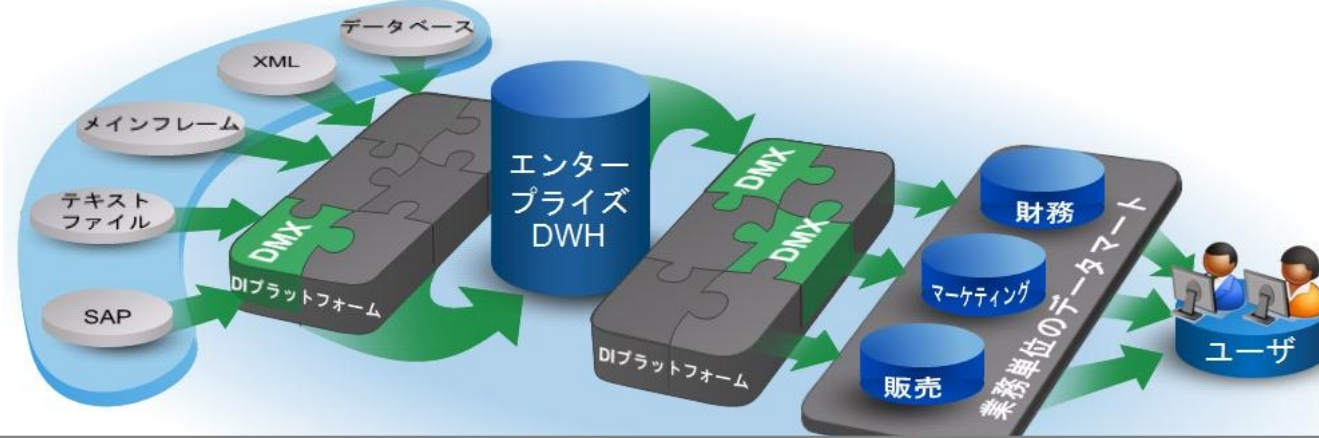 データベース
XML
メインフレーム
テキスト
ファイル
SAP
DMX
DIプラットフォーム
エンター
プライズ
DWH
DMX
DMX
DIプラットフォーム
財務
マーケティング
販売
業務単位のデータマート
ユーザ